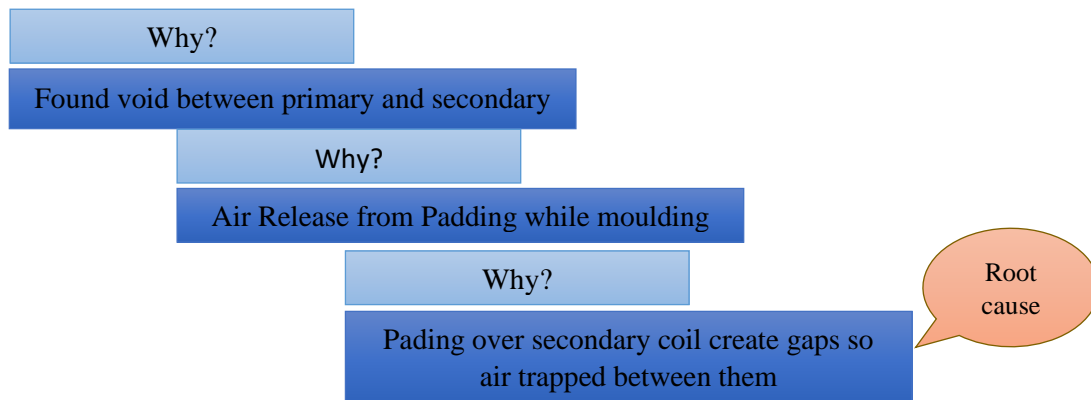 Why?
Found void between primary and secondary
Why?
Air Release from Padding while moulding
Why?
Root
cause
Pading over secondary coil create gaps so
air trapped between them